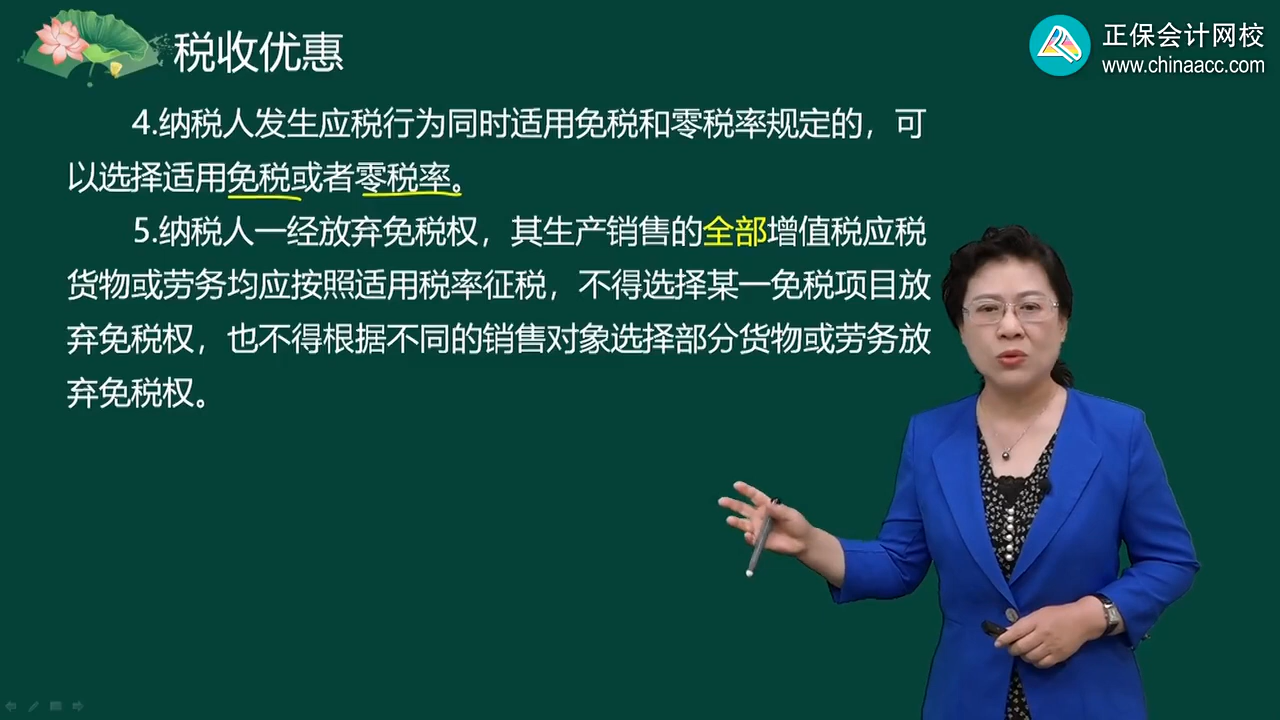 税收优惠
正保会计网校
www.chinaacc.com
4.纳税人发生应税行为同时适用免税和零税率规定的，可
以选择适用免税或者零税率。
5.纳税人一经放弃免税权，其生产销售的全部增值税应税
货物或劳务均应按照适用税率征税，不得选择某一免税项目放
弃免税权，也不得根据不同的销售对象选择部分货物或劳务放
弃免税权。